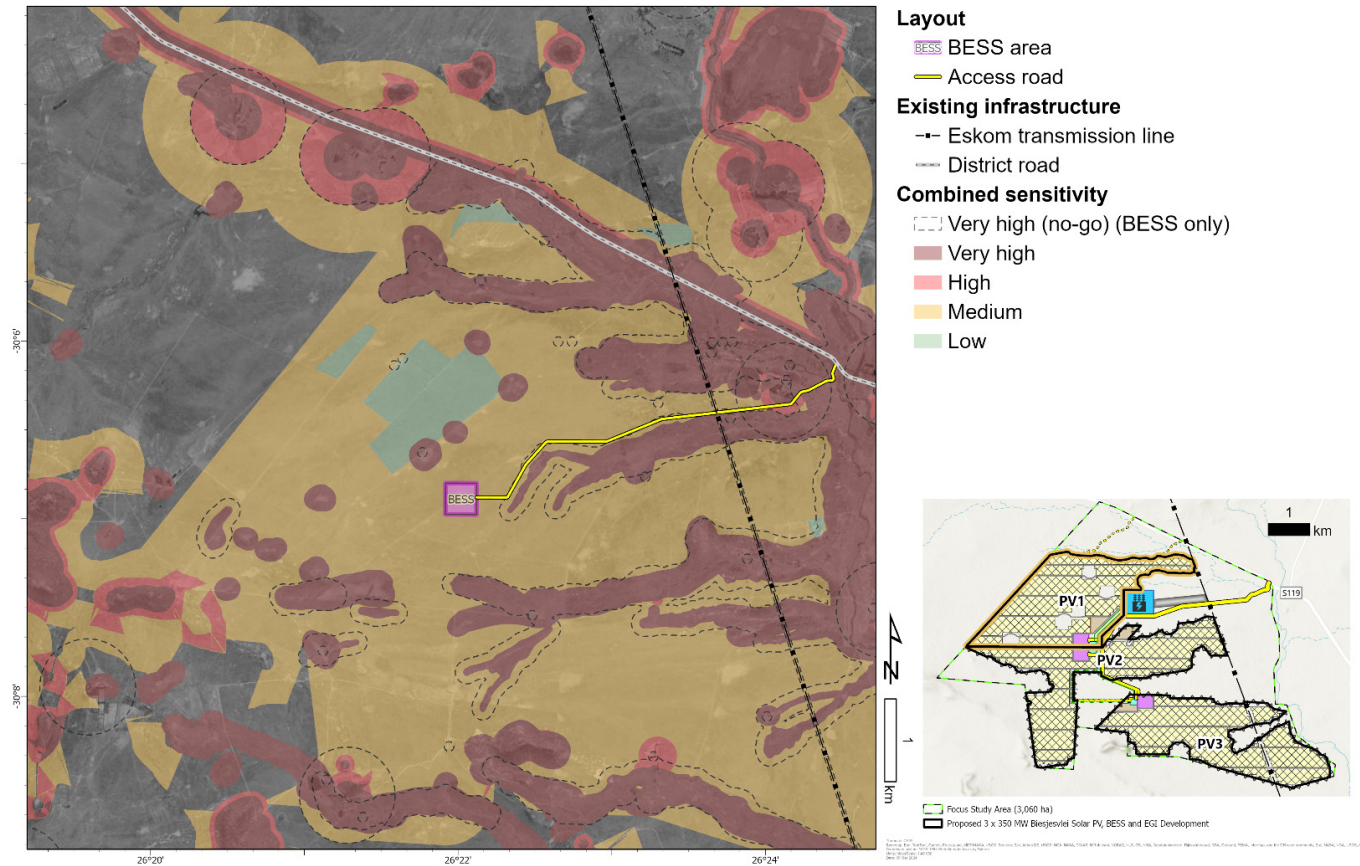 Layout
BESS
BESS area
Access road
Existing infrastructure
Eskom transmission line
District road
Combined sensitivity
Very high (no-go) (BESS only)
Very high
High
Medium
Low
-30°6'
-30°8'
26°20'
26°22'
26°24'
BESS
N
1
km
1
km
PV1
PV2
PV3
S119
Focus Study Area (3,060 ha)
Proposed 3 x 350 MW Biesjesvlei Solar PV, BESS and EGI Development